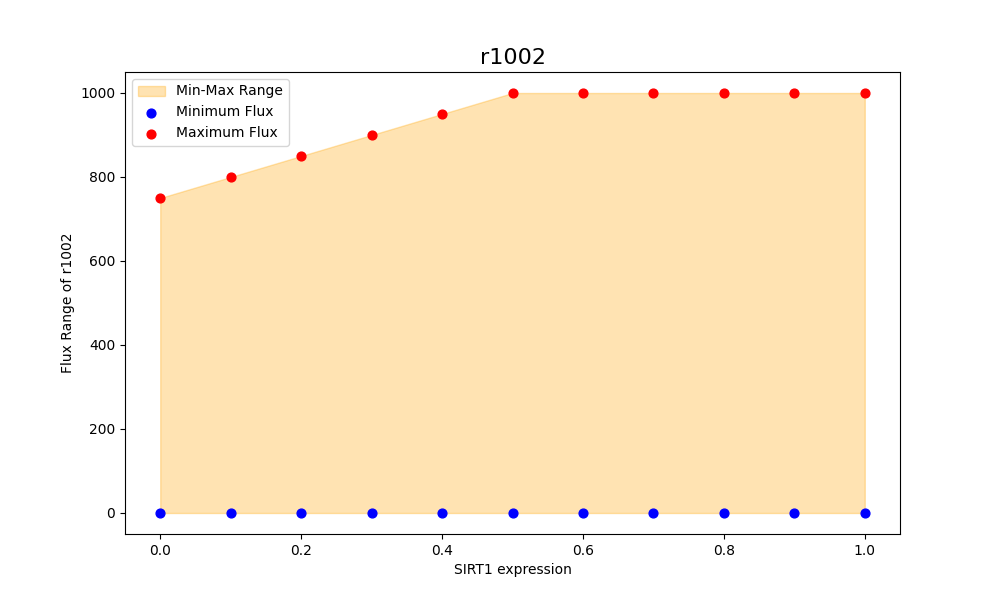 r1002
Min-Max Range
Minimum Flux
Maximum Flux
1000
800
600
400
200
0
Flux Range of r1002
0.0 0.2 0.4 0.6 0.8 1.0
SIRT1 expression